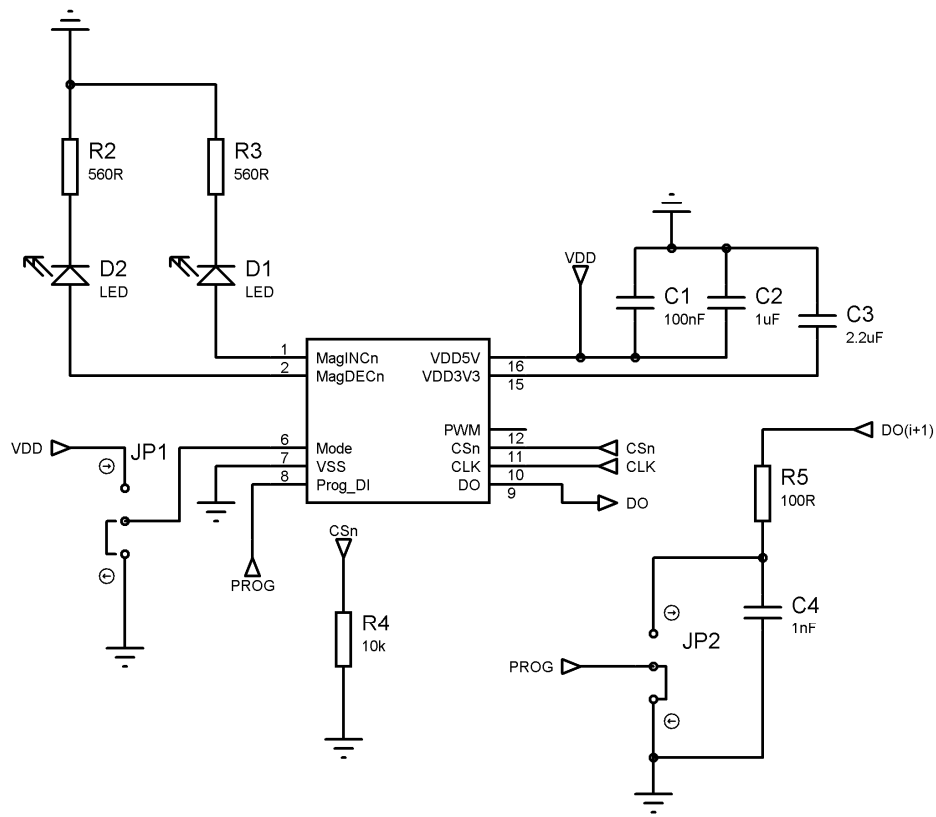 R2
560R
R3
560R
D2
LED
D1
LED
VDD
C1
100nF
C2
1uF
C3
2.2uF
1
MagINCn
2
MagDECn
VDD5V
16
VDD3V3
15
PWM
12
CSn
CSn
11
CLK
CLK
10
DO
9
DO
6
Mode
7
VSS
8
Prog_DI
VDD
JP1
PROG
CSn
R4
10k
DO(i+1)
R5
100R
C4
1nF
JP2
PROG